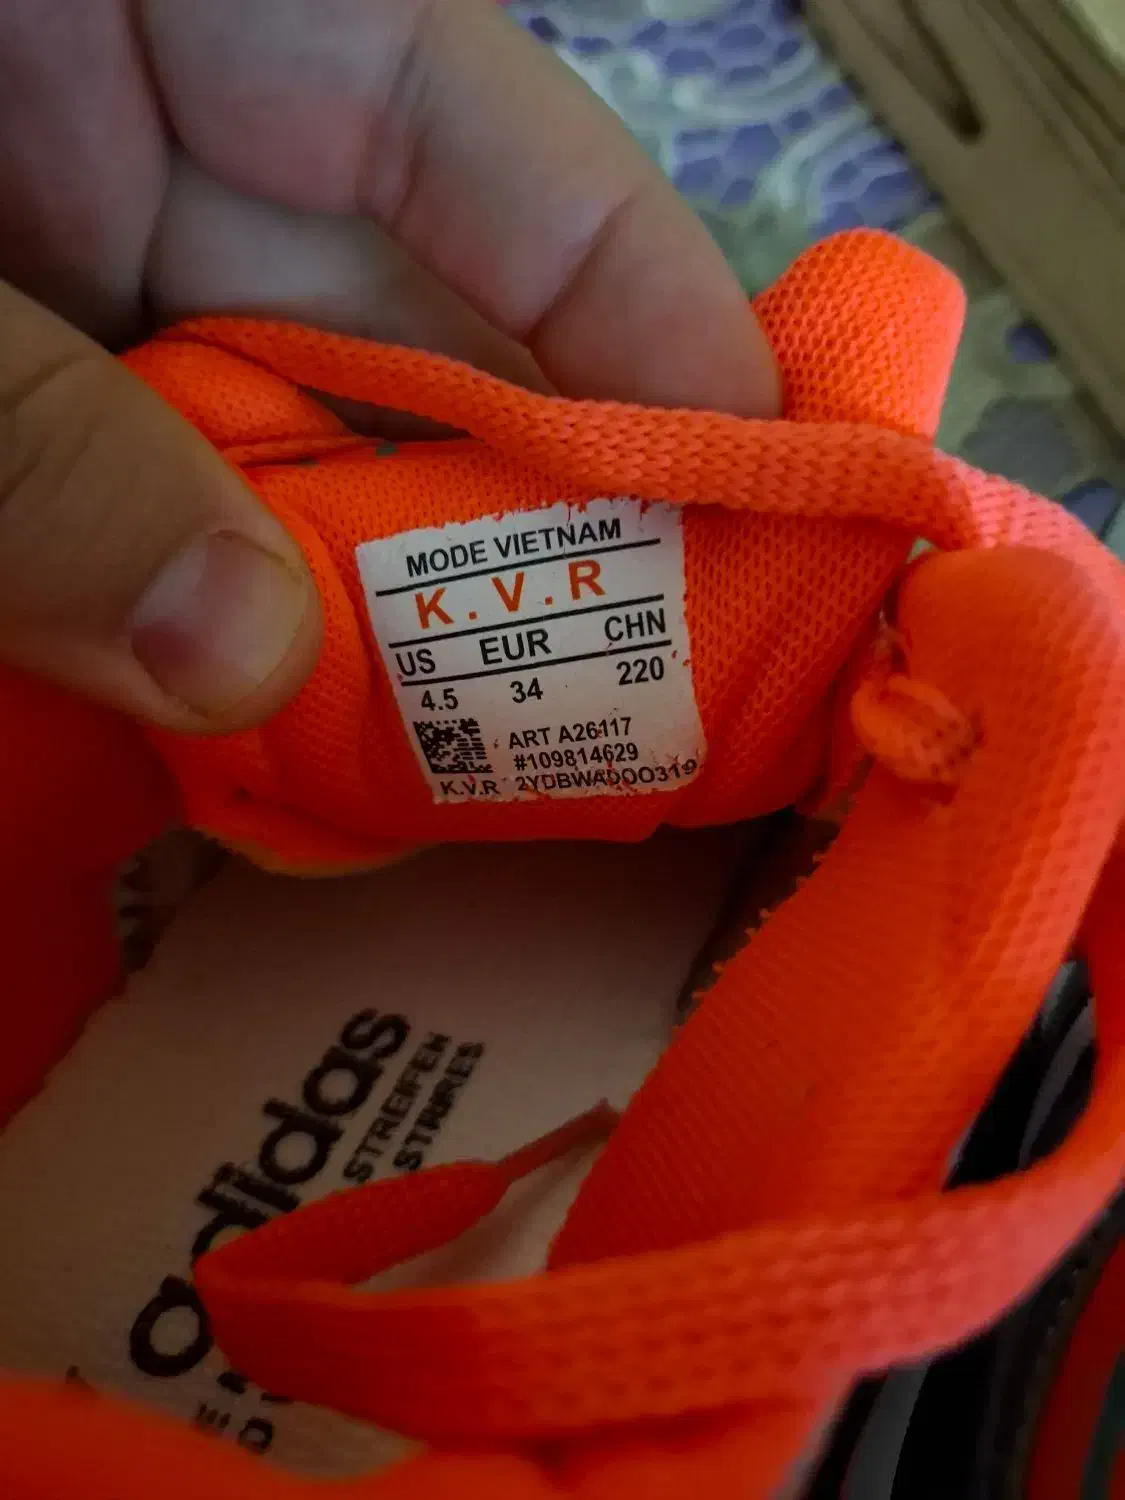 MODE VIETNAM
K.V.R
US EUR CHN
4.5 34 220
ART A26117
#109814629
K.V.R 2YDBWADOO319
adidas
STREIFEN
STRIPES